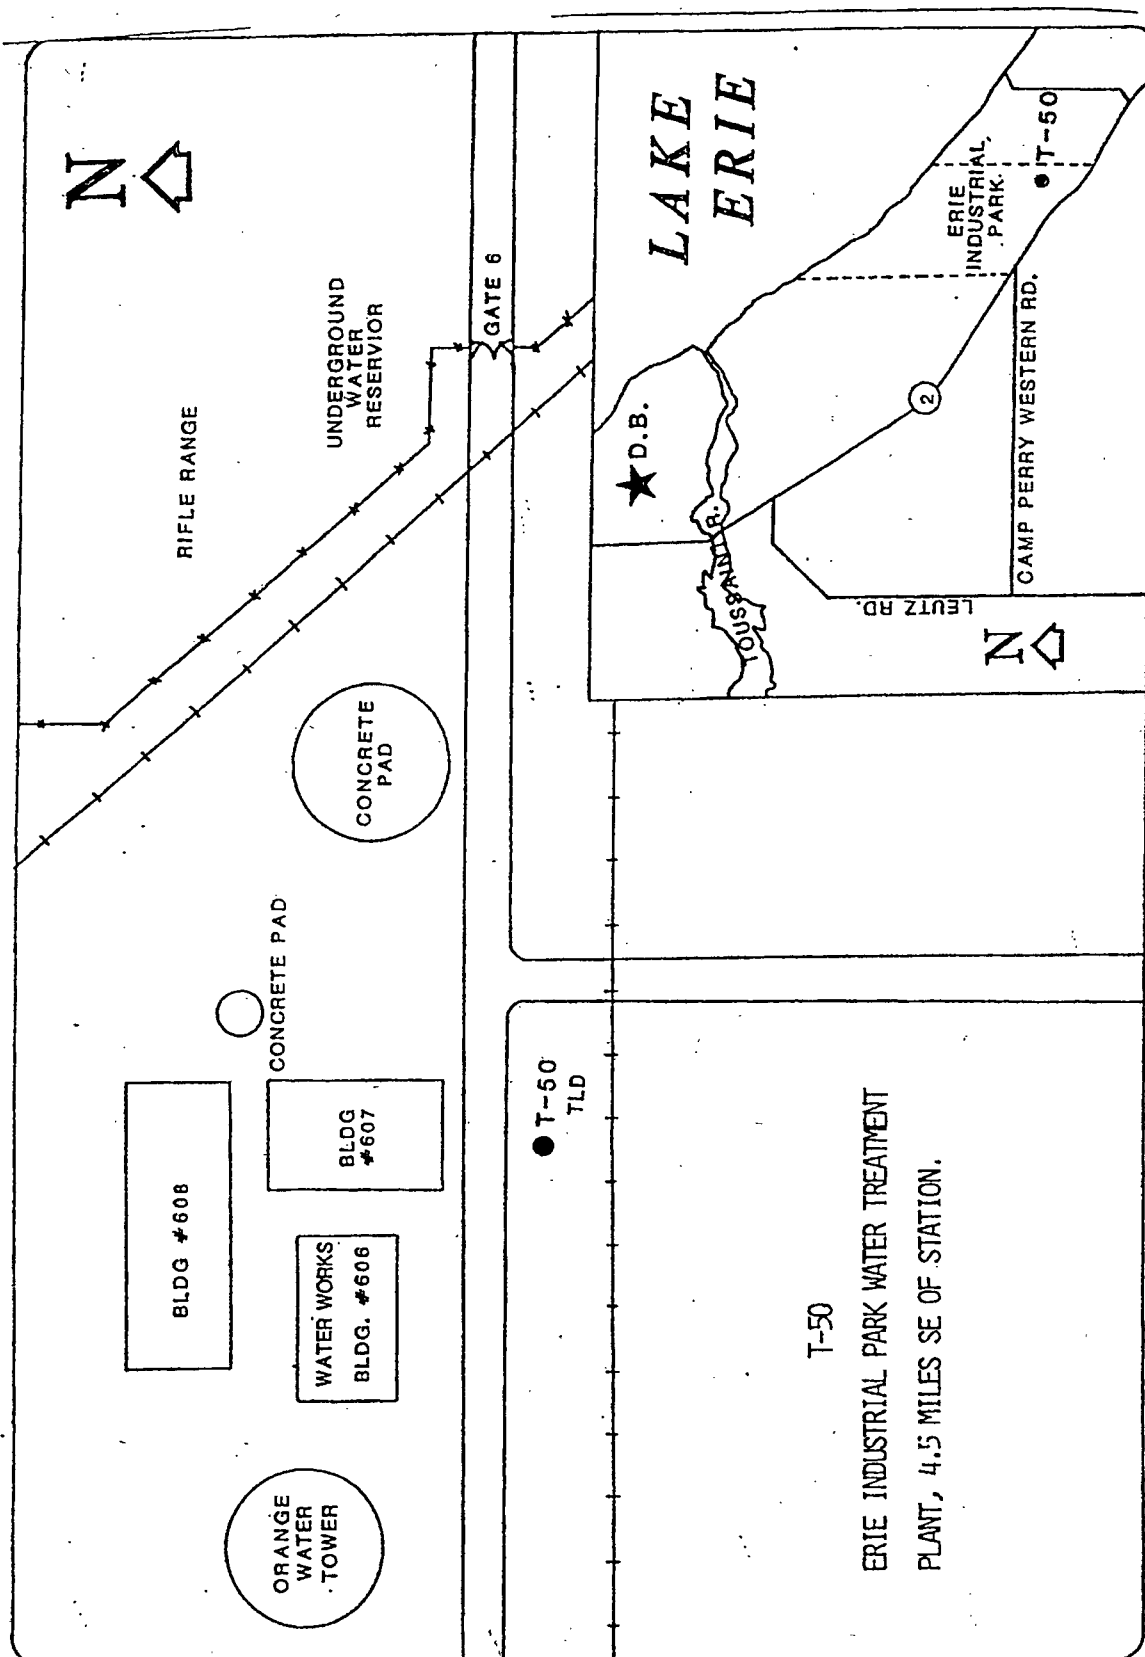 N
RIFLE RANGE
UNDERGROUND
WATER
RESERVIOR
GATE 6
CONCRETE
PAD
CONCRETE PAD
BLDG #608
BLDG
#607
WATER WORKS
BLDG. #606
ORANGE
WATER
TOWER
T-50
TLD
T-50
ERIE INDUSTRIAL PARK WATER TREATMENT
PLANT, 4.5 MILES SE OF STATION.
LAKE
ERIE
D.B.
TOUSSAINT R.
ERIE
INDUSTRIAL
PARK
T-50
2
CAMP PERRY WESTERN RD.
LEUTZ RD.
N